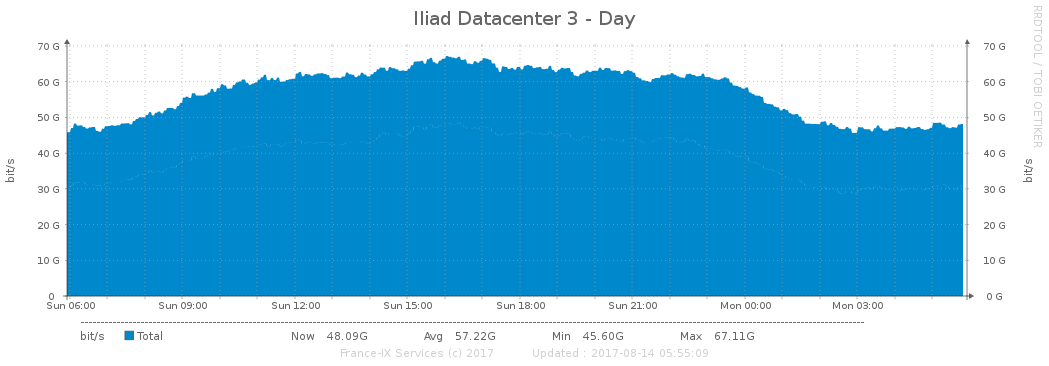 Iliad Datacenter 3 - Day
RRDTOOL / TOBI OETIKER
70 G 70 G
60 G 60 G
50 G 50 G
40 G 40 G
30 G 30 G
20 G 20 G
10 G 10 G
0 0 G
bit/s bit/s
Sun 06:00 Sun 09:00 Sun 12:00 Sun 15:00 Sun 18:00 Sun 21:00 Mon 00:00 Mon 03:00
bit/s Total Now 48.09G Avg 57.22G Min 45.60G Max 67.11G
France-IX Services (c) 2017 Updated : 2017-08-14 05:55:09